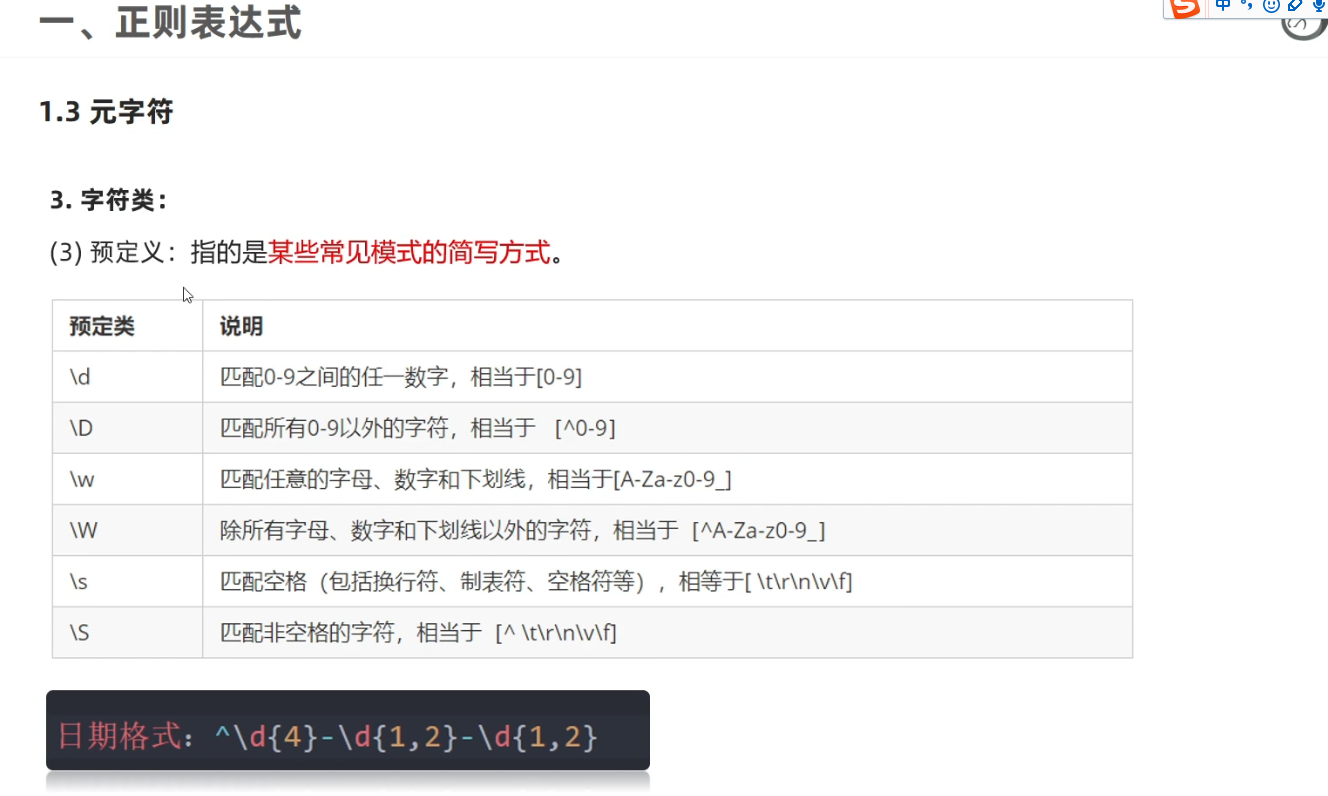 一、正则表达式
中
1.3 元字符
3. 字符类：
(3) 预定义：指的是某些常见模式的简写方式。
预定类 说明
\d 匹配0-9之间的任一数字，相当于[0-9]
\D 匹配所有0-9以外的字符，相当于 [^0-9]
\w 匹配任意的字母、数字和下划线，相当于[A-Za-z0-9_]
\W 除所有字母、数字和下划线以外的字符，相当于 [^A-Za-z0-9_]
\s 匹配空格（包括换行符、制表符、空格符等），相等于[ \t\r\n\v\f]
\S 匹配非空格的字符，相当于 [^ \t\r\n\v\f]
日期格式：^\d{4}-\d{1,2}-\d{1,2}